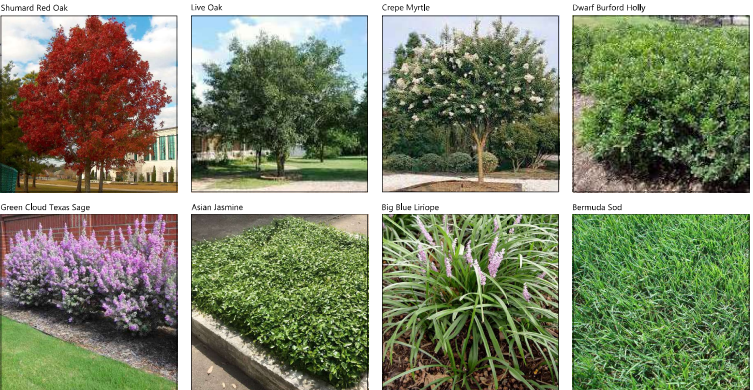 Shumard Red Oak
Live Oak
Crepe Myrtle
Dwarf Burford Holly
Green Cloud Texas Sage
Asian Jasmine
Big Blue Liriope
Bermuda Sod